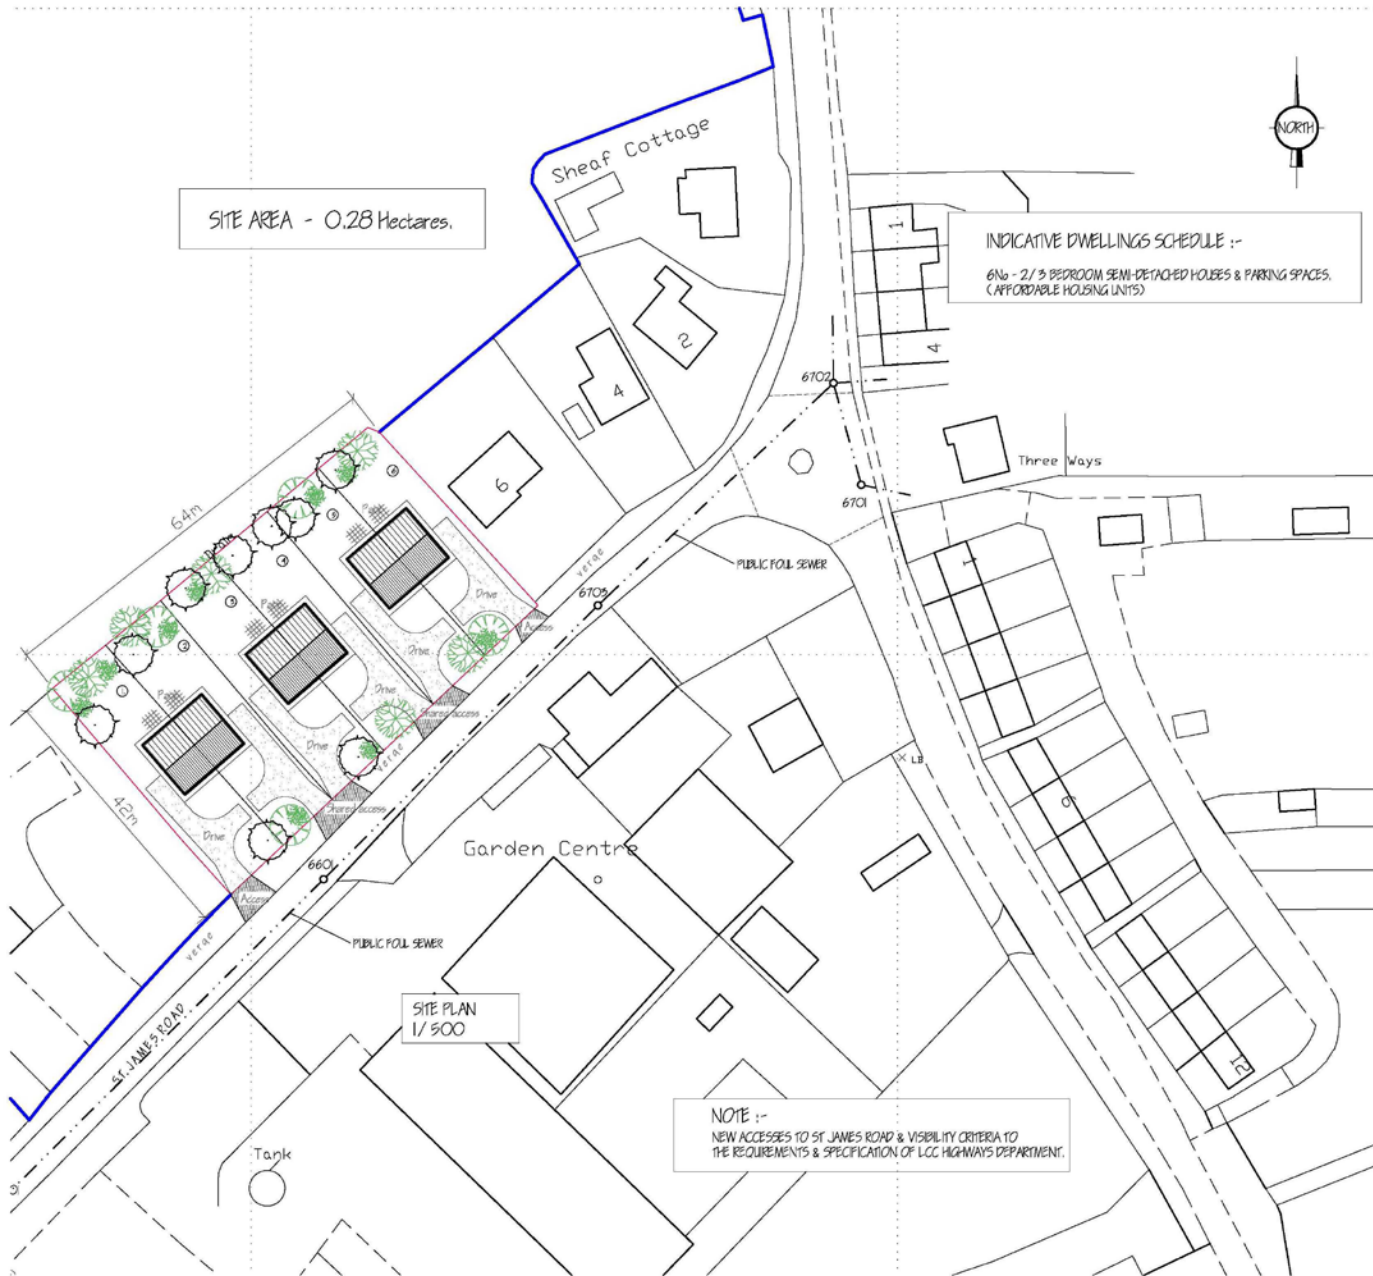 Sheaf Cottage
NORTH
SITE AREA - 0.28 Hectares.
1
INDICATIVE DWELLINGS SCHEDULE :-
6No - 2/3 BEDROOM SEMI-DETACHED HOUSES & PARKING SPACES.
(AFFORDABLE HOUSING UNITS)
2
4
4
6702
Three Ways
6
6701
64m
6
5
4
3
2
1
PUBLIC FOUL SEWER
verge
6703
1
Drive
Access
Drive
Drive
Shared access
Drive
verge
LB
42m
Shared access
Drive
Garden Centre
6601
Access
verge
PUBLIC FOUL SEWER
SITE PLAN
1/500
ST. JAMES ROAD
12
NOTE :-
NEW ACCESSES TO ST JAMES ROAD & VISIBILITY CRITERIA TO
THE REQUIREMENTS & SPECIFICATION OF LCC HIGHWAYS DEPARTMENT.
Tank